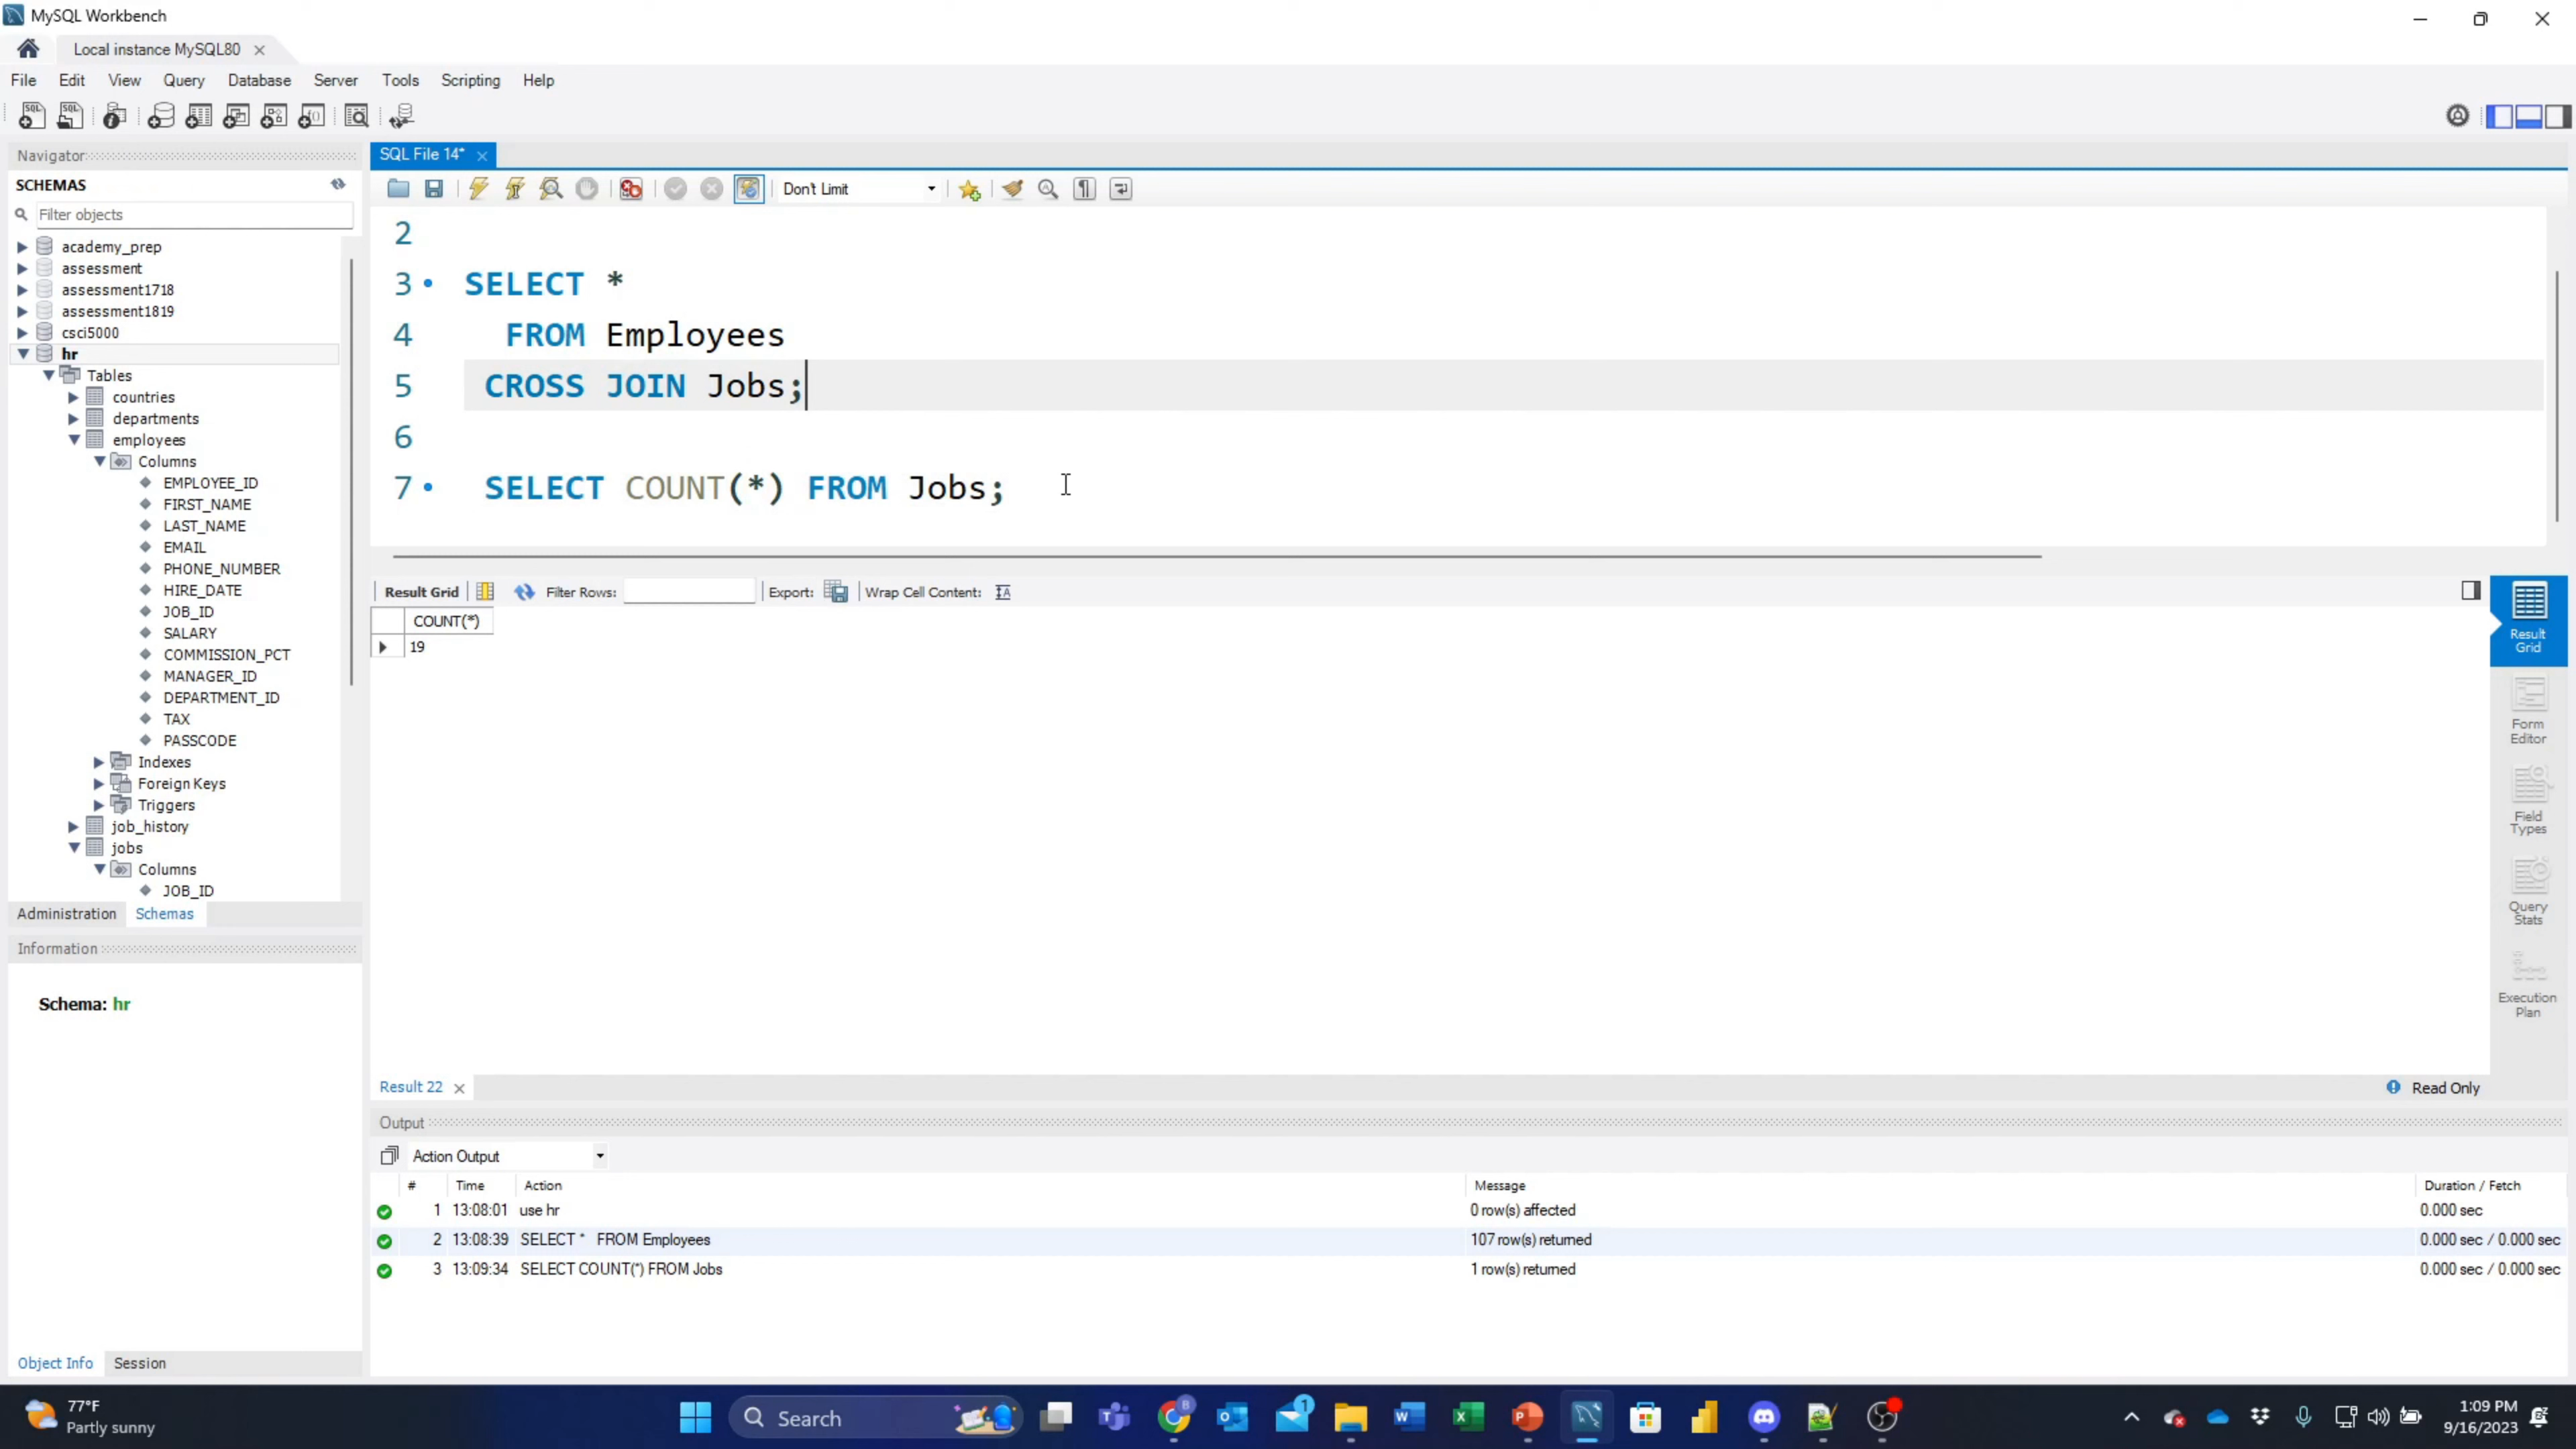 MySQL Workbench
Local instance MySQL80
File Edit View Query Database Server Tools Scripting Help
Navigator
SCHEMAS
Filter objects
academy_prep
assessment
assessment1718
assessment1819
csci5000
hr
Tables
countries
departments
employees
Columns
EMPLOYEE_ID
FIRST_NAME
LAST_NAME
EMAIL
PHONE_NUMBER
HIRE_DATE
JOB_ID
SALARY
COMMISSION_PCT
MANAGER_ID
DEPARTMENT_ID
TAX
PASSCODE
Indexes
Foreign Keys
Triggers
job_history
jobs
Columns
JOB_ID
Administration Schemas
Information
Schema: hr
Object Info Session
SQL File 14*
Don't Limit
2
3 SELECT *
4 FROM Employees
5 CROSS JOIN Jobs;
6
7 SELECT COUNT(*) FROM Jobs;
Result Grid Filter Rows: Export: Wrap Cell Content:
COUNT(*)
19
Result Grid
Form Editor
Field Types
Query Stats
Execution Plan
Result 22
Read Only
Output
Action Output
# Time Action Message Duration / Fetch
1 13:08:01 use hr 0 row(s) affected 0.000 sec
2 13:08:39 SELECT * FROM Employees 107 row(s) returned 0.000 sec / 0.000 sec
3 13:09:34 SELECT COUNT(*) FROM Jobs 1 row(s) returned 0.000 sec / 0.000 sec
77°F
Partly sunny
Search
1
1:09 PM
9/16/2023